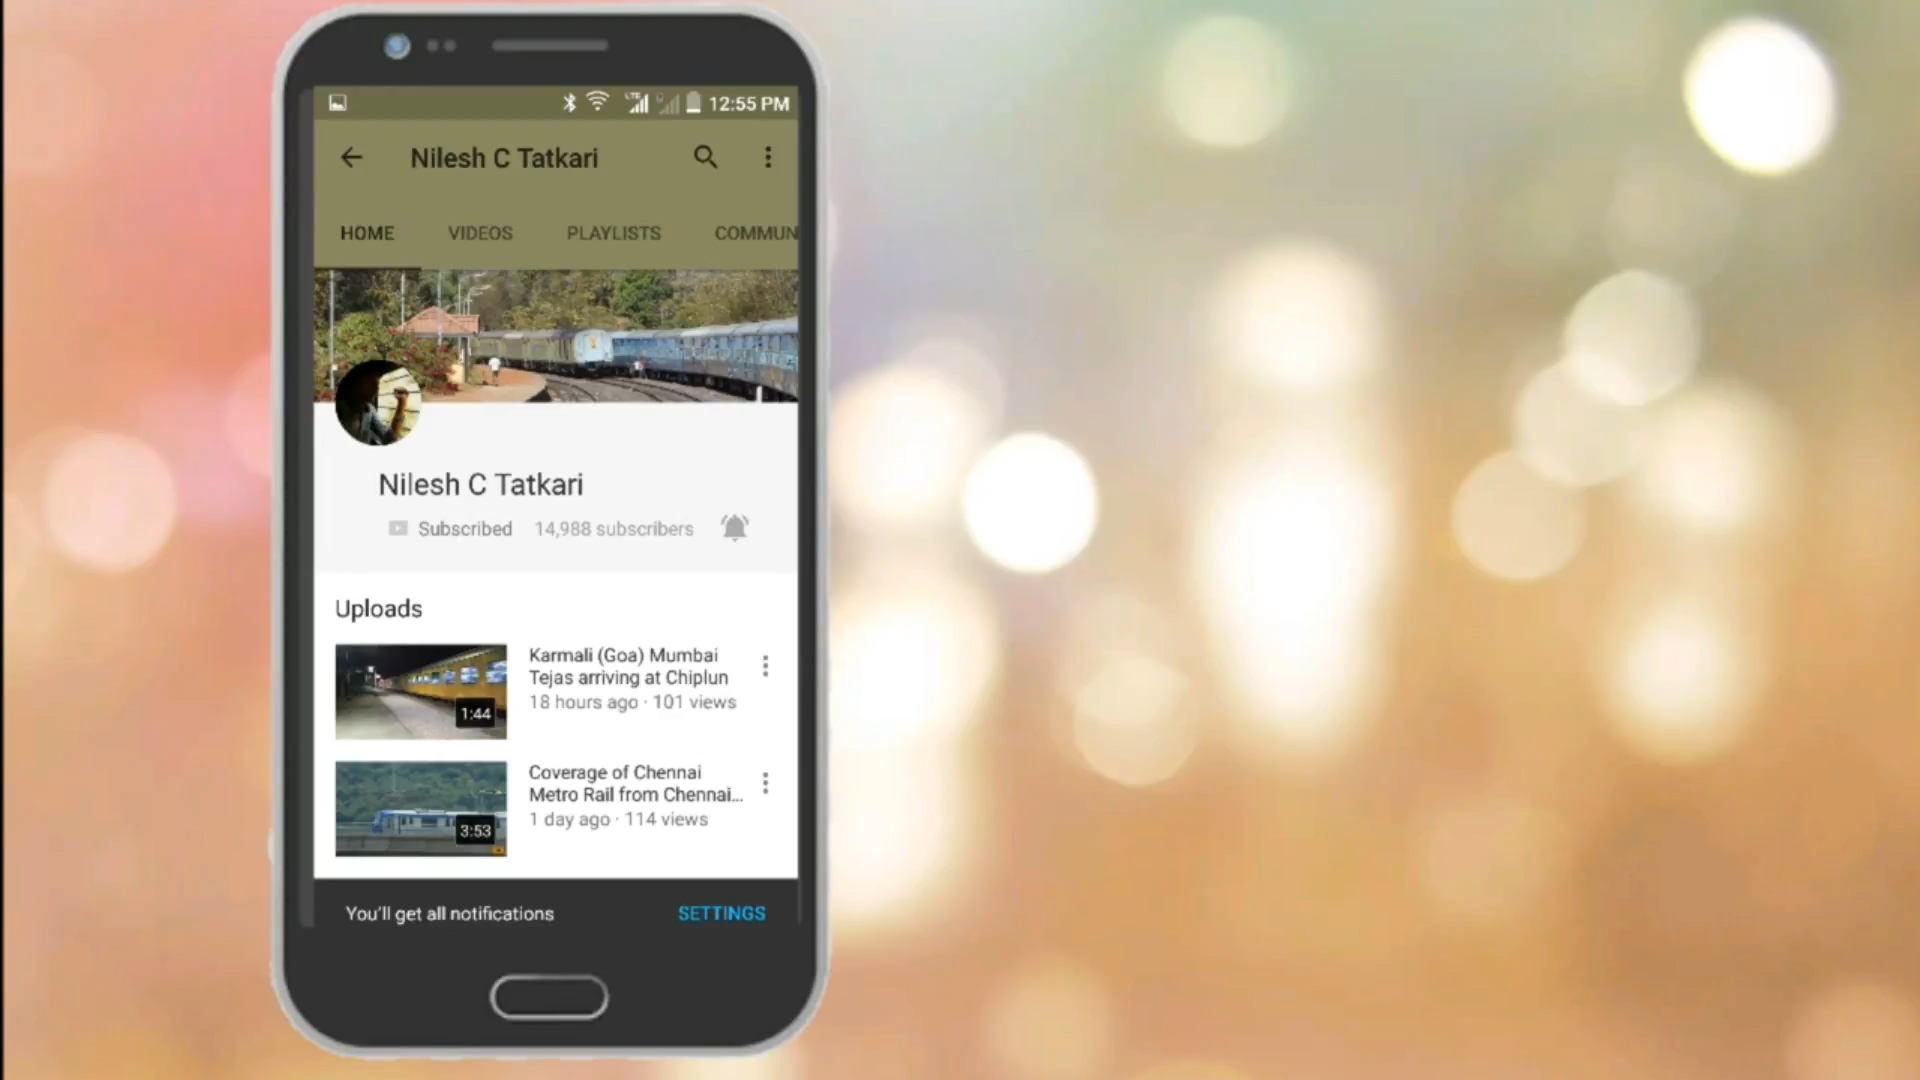 12:55 PM
Nilesh C Tatkari
HOME VIDEOS PLAYLISTS COMMUN
Nilesh C Tatkari
Subscribed 14,988 subscribers
Uploads
Karmali (Goa) Mumbai
Tejas arriving at Chiplun
18 hours ago · 101 views
1:44
Coverage of Chennai
Metro Rail from Chennai...
1 day ago · 114 views
3:53
You'll get all notifications SETTINGS